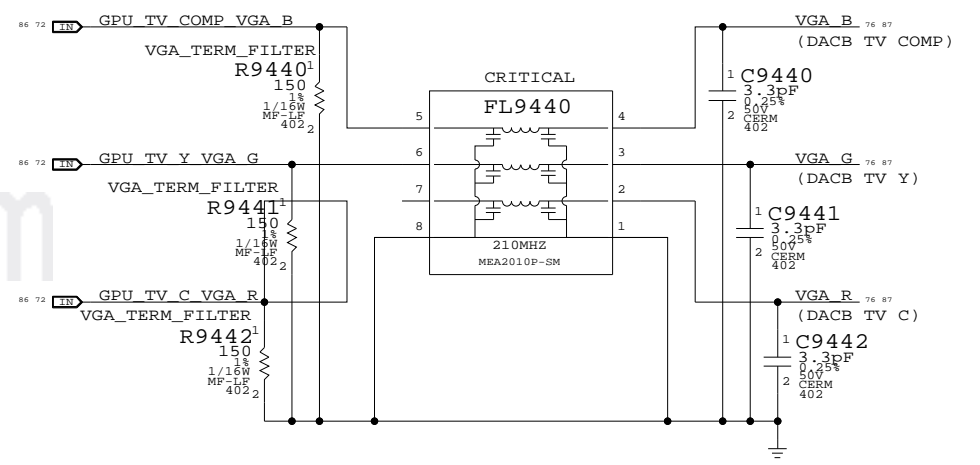 86 72 IN GPU_TV_COMP_VGA_B
VGA_TERM_FILTER
R9440 1
150
1%
1/16W
MF-LF
402 2
CRITICAL
FL9440
5 4
6 3
7 2
8 1
210MHZ
MEA2010P-SM
VGA_B 76 87
(DACB TV COMP)
1 C9440
3.3pF
0.25%
50V
2 CERM
402
86 72 IN GPU_TV_Y_VGA_G
VGA_TERM_FILTER
R9441 1
150
1%
1/16W
MF-LF
402 2
VGA_G 76 87
(DACB TV Y)
1 C9441
3.3pF
0.25%
50V
2 CERM
402
86 72 IN GPU_TV_C_VGA_R
VGA_TERM_FILTER
R9442 1
150
1%
1/16W
MF-LF
402 2
VGA_R 76 87
(DACB TV C)
1 C9442
3.3pF
0.25%
50V
2 CERM
402
m